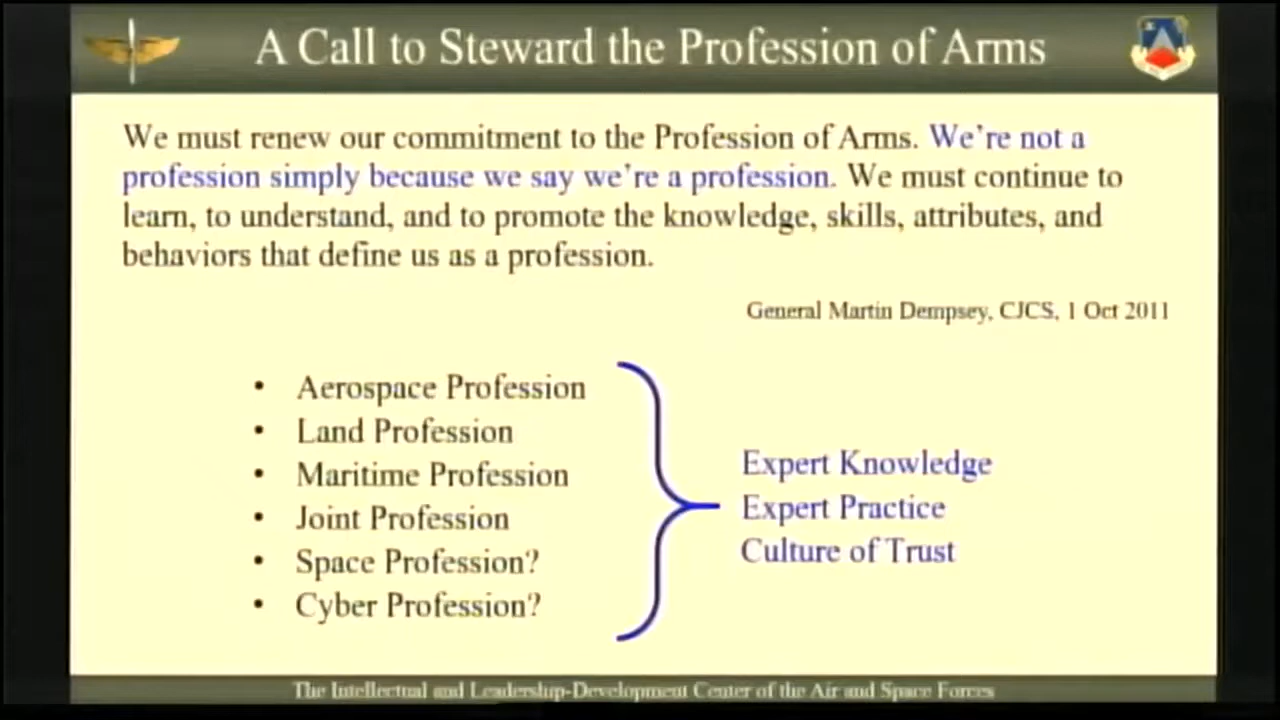 A Call to Steward the Profession of Arms
We must renew our commitment to the Profession of Arms. We're not a
profession simply because we say we're a profession. We must continue to
learn, to understand, and to promote the knowledge, skills, attributes, and
behaviors that define us as a profession.
General Martin Dempsey, CJCS, 1 Oct 2011
• Aerospace Profession
• Land Profession
• Maritime Profession
• Joint Profession
• Space Profession?
• Cyber Profession?
Expert Knowledge
Expert Practice
Culture of Trust
The Intellectual and Leadership-Development Center of the Air and Space Forces